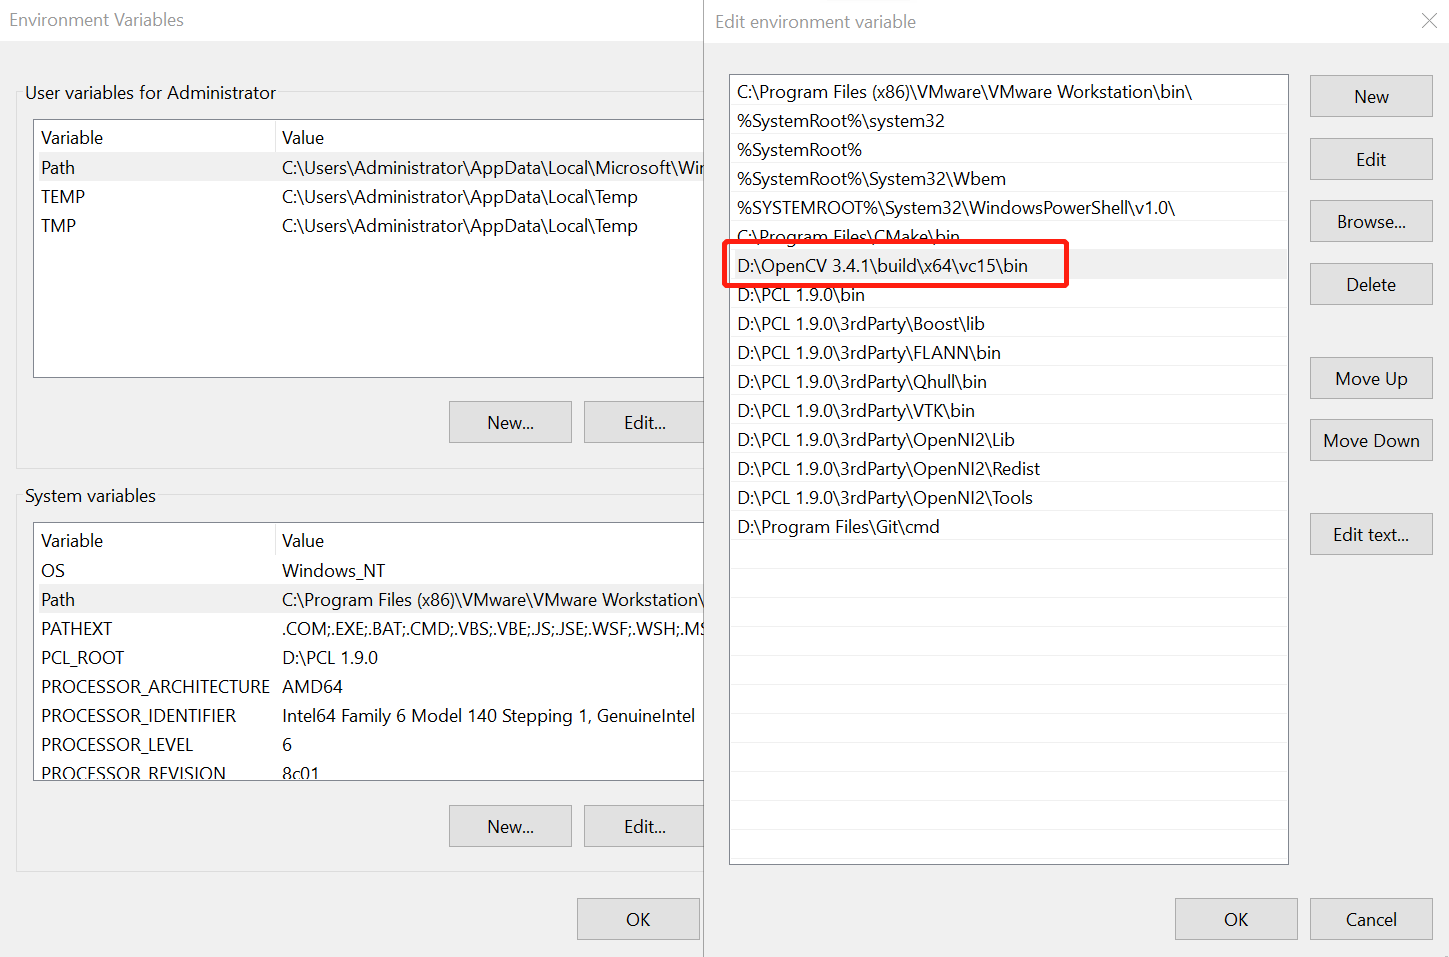 Environment Variables
User variables for Administrator
Variable Value
Path C:\Users\Administrator\AppData\Local\Microsoft\Wir
TEMP C:\Users\Administrator\AppData\Local\Temp
TMP C:\Users\Administrator\AppData\Local\Temp
New... Edit...
System variables
Variable Value
OS Windows_NT
Path C:\Program Files (x86)\VMware\VMware Workstation\
PATHEXT .COM;.EXE;.BAT;.CMD;.VBS;.VBE;.JS;.JSE;.WSF;.WSH;.MS
PCL_ROOT D:\PCL 1.9.0
PROCESSOR_ARCHITECTURE AMD64
PROCESSOR_IDENTIFIER Intel64 Family 6 Model 140 Stepping 1, GenuineIntel
PROCESSOR_LEVEL 6
PROCESSOR_REVISION 8c01
New... Edit...
OK
Edit environment variable
C:\Program Files (x86)\VMware\VMware Workstation\bin\
%SystemRoot%\system32
%SystemRoot%
%SystemRoot%\System32\Wbem
%SYSTEMROOT%\System32\WindowsPowerShell\v1.0\
C:\Program Files\CMake\bin
D:\OpenCV 3.4.1\build\x64\vc15\bin
D:\PCL 1.9.0\bin
D:\PCL 1.9.0\3rdParty\Boost\lib
D:\PCL 1.9.0\3rdParty\FLANN\bin
D:\PCL 1.9.0\3rdParty\Qhull\bin
D:\PCL 1.9.0\3rdParty\VTK\bin
D:\PCL 1.9.0\3rdParty\OpenNI2\Lib
D:\PCL 1.9.0\3rdParty\OpenNI2\Redist
D:\PCL 1.9.0\3rdParty\OpenNI2\Tools
D:\Program Files\Git\cmd
New
Edit
Browse...
Delete
Move Up
Move Down
Edit text...
OK Cancel